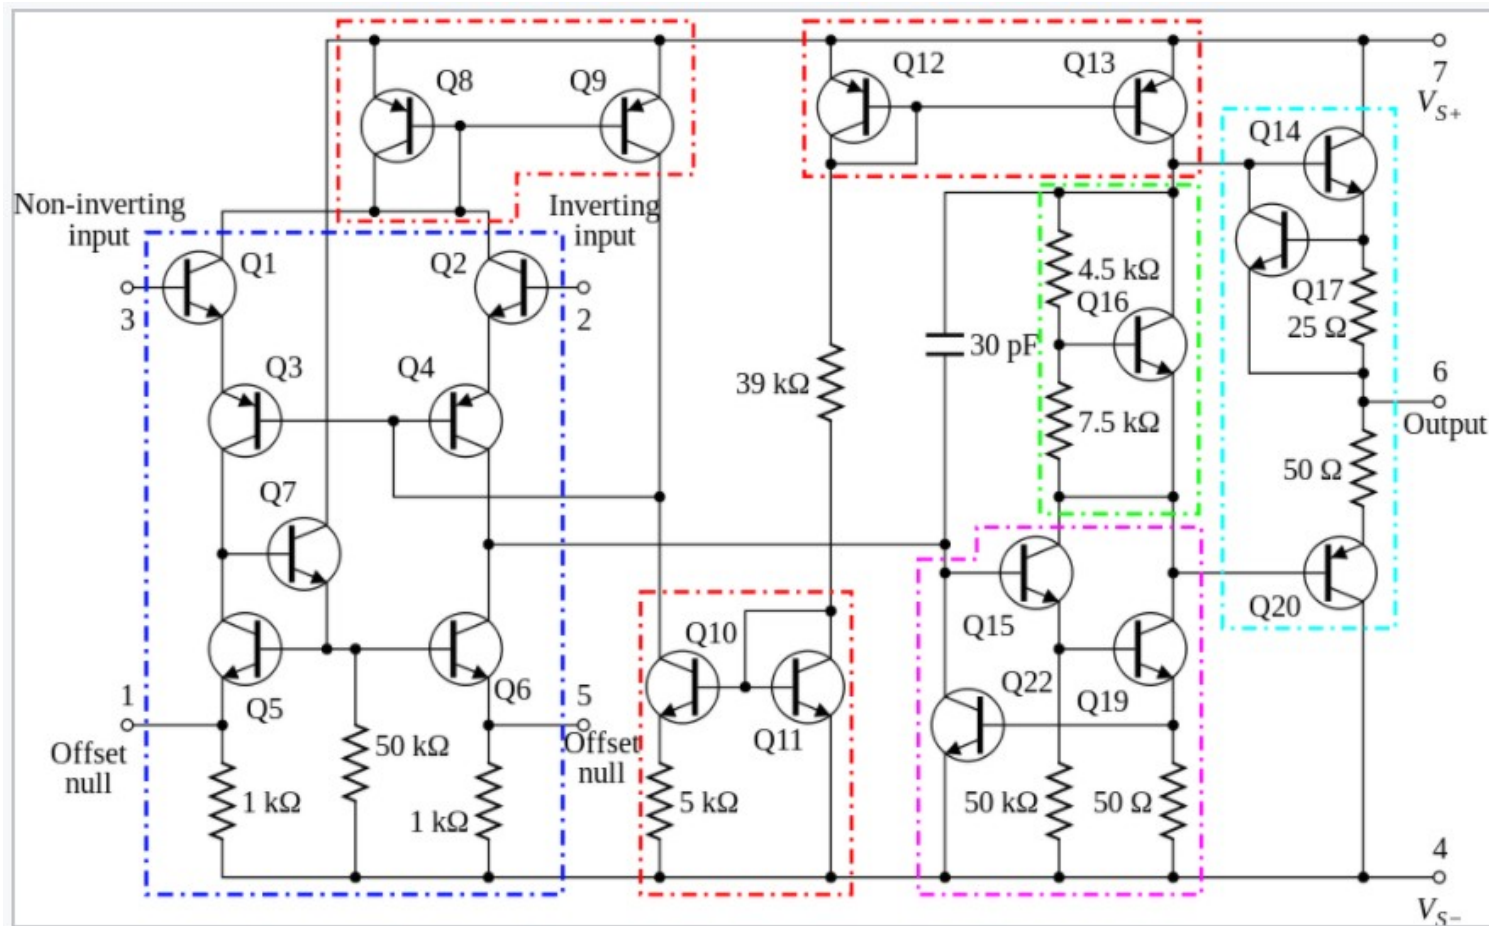 Q8
Q9
Q12
Q13
7
V_S+
Q14
Non-inverting
input
Inverting
input
Q1
Q2
3
2
4.5 kΩ
Q16
Q17
25 Ω
30 pF
Q3
Q4
39 kΩ
6
Output
7.5 kΩ
50 Ω
Q7
Q15
Q20
Q10
Q22
Q19
1
Q5
Q6
5
Offset
null
Offset
null
Q11
50 kΩ
1 kΩ
1 kΩ
5 kΩ
50 kΩ
50 Ω
4
V_S−